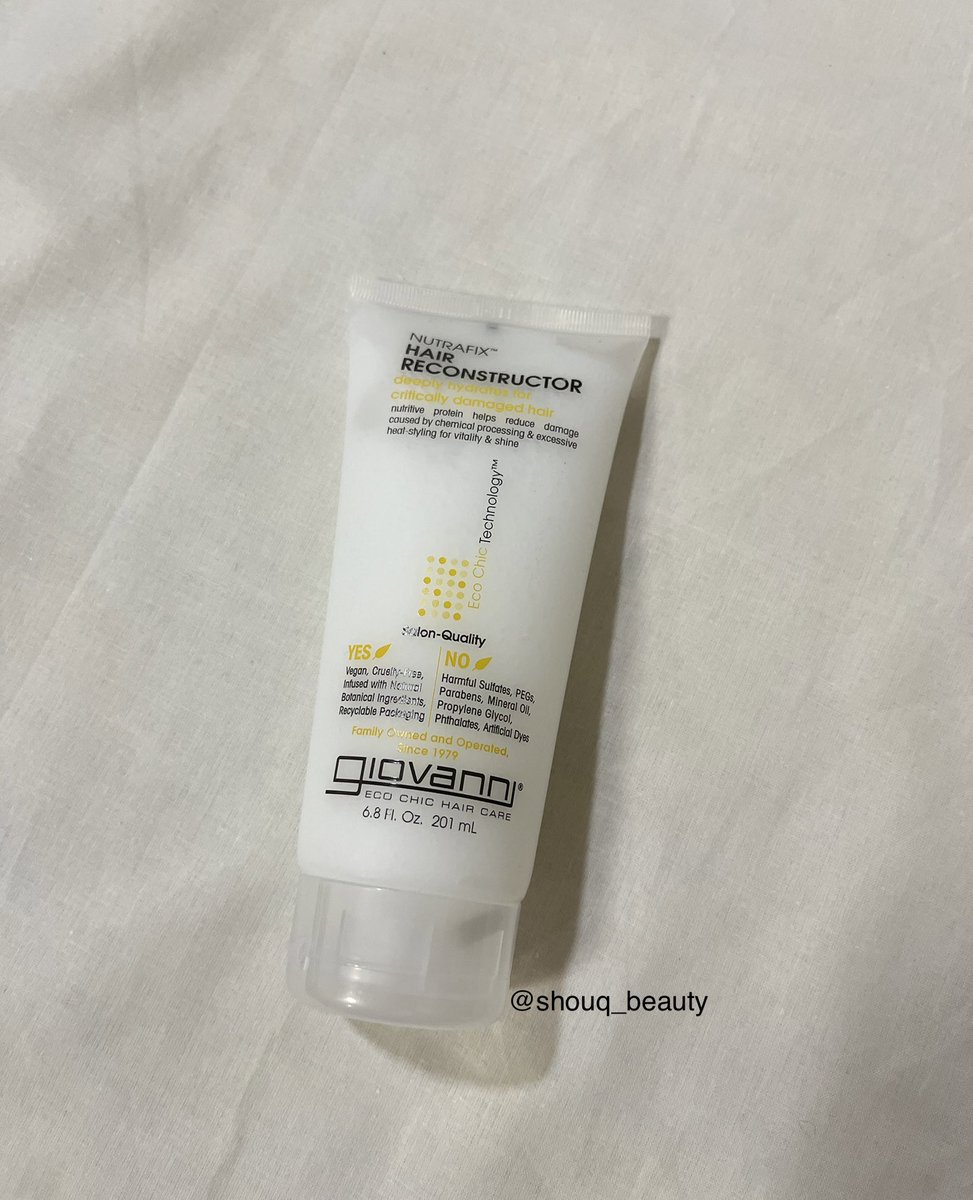 NUTRAFIX™
HAIR
RECONSTRUCTOR
deeply hydrates for
critically damaged hair
nutritive protein helps reduce damage
caused by chemical processing & excessive
heat-styling for vitality & shine
Eco Chic Technology™
Salon-Quality
YES
Vegan, Cruelty-Free,
Infused with Natural
Botanical Ingredients,
Recyclable Packaging
NO
Harmful Sulfates, PEGs,
Parabens, Mineral Oil,
Propylene Glycol,
Phthalates, Artificial Dyes
Family Owned and Operated,
Since 1979
giovanni®
ECO CHIC HAIR CARE
6.8 Fl. Oz. 201 mL
@shouq_beauty